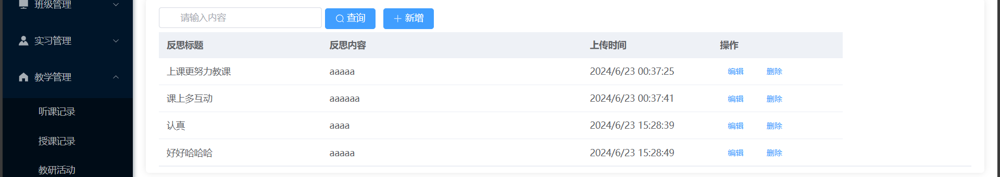 班级管理
实习管理
教学管理
听课记录
授课记录
教研活动
请输入内容 查询 新增
反思标题 反思内容 上传时间 操作
上课更努力教课 aaaaa 2024/6/23 00:37:25 编辑 删除
课上多互动 aaaaaa 2024/6/23 00:37:41 编辑 删除
认真 aaaa 2024/6/23 15:28:39 编辑 删除
好好哈哈哈 aaaaa 2024/6/23 15:28:49 编辑 删除